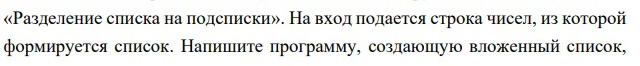 «Разделение списка на подсписки». На вход подается строка чисел, из которой
формируется список. Напишите программу, создающую вложенный список,